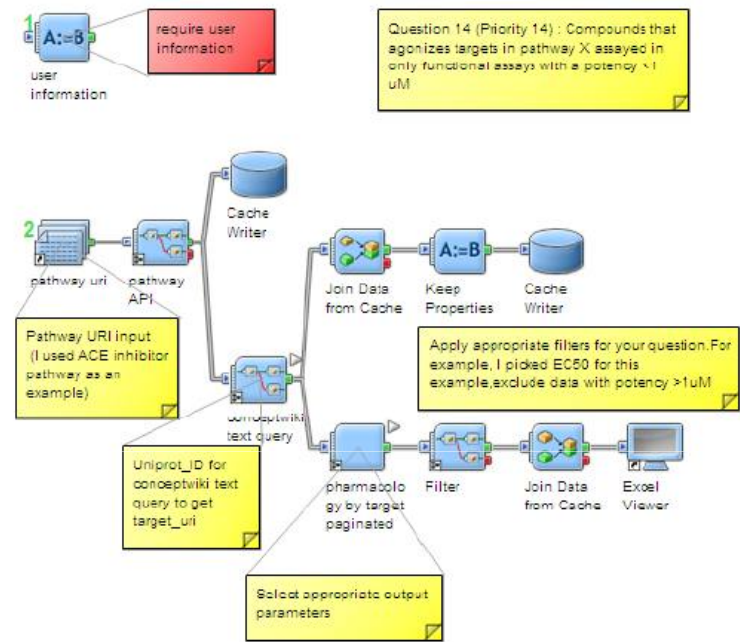 1
A:=B
user
information
require user
information
Question 14 (Priority 14) : Compounds that
agonizes targets in pathway X assayed in
only functional assays with a potency <1
uM
Cache
Writer
2
pathway uri
pathway
API
Join Data
from Cache
A:=B
Keep
Properties
Cache
Writer
Pathway URI input
(I used ACE inhibitor
pathway as an
example)
Apply appropriate filters for your question.For
example, I picked EC50 for this
example,exclude data with potency >1uM
conceptwiki
text query
Uniprot_ID for
conceptwiki text
query to get
target_uri
pharmacolo
gy by target
paginated
Filter
Join Data
from Cache
Excel
Viewer
Select appropriate output
parameters